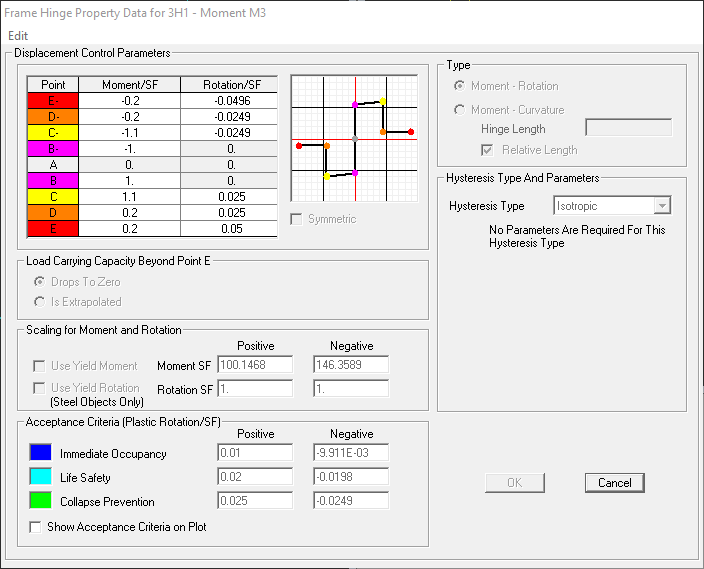 Frame Hinge Property Data for 3H1 - Moment M3
Edit
Displacement Control Parameters
Point Moment/SF Rotation/SF
E- -0.2 -0.0496
D- -0.2 -0.0249
C- -1.1 -0.0249
B- -1. 0.
A 0. 0.
B 1. 0.
C 1.1 0.025
D 0.2 0.025
E 0.2 0.05
Symmetric
Load Carrying Capacity Beyond Point E
Drops To Zero
Is Extrapolated
Scaling for Moment and Rotation
Positive Negative
Use Yield Moment Moment SF 100.1468 146.3589
Use Yield Rotation Rotation SF 1. 1.
(Steel Objects Only)
Acceptance Criteria (Plastic Rotation/SF)
Positive Negative
Immediate Occupancy 0.01 -9.911E-03
Life Safety 0.02 -0.0198
Collapse Prevention 0.025 -0.0249
Show Acceptance Criteria on Plot
Type
Moment - Rotation
Moment - Curvature
Hinge Length
Relative Length
Hysteresis Type And Parameters
Hysteresis Type Isotropic
No Parameters Are Required For This
Hysteresis Type
OK Cancel